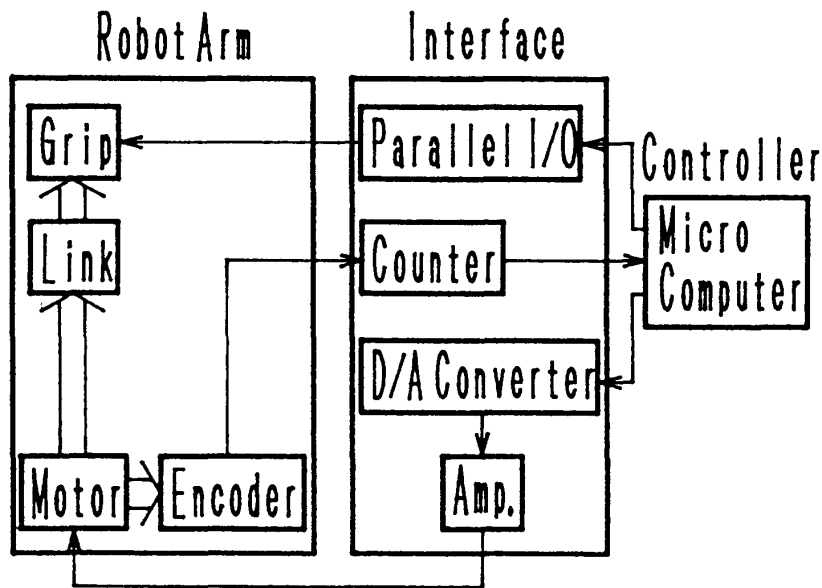 Robot Arm
Interface
Grip
Parallel I/O
Controller
Link
Counter
Micro
Computer
D/A Converter
Motor
Encoder
Amp.